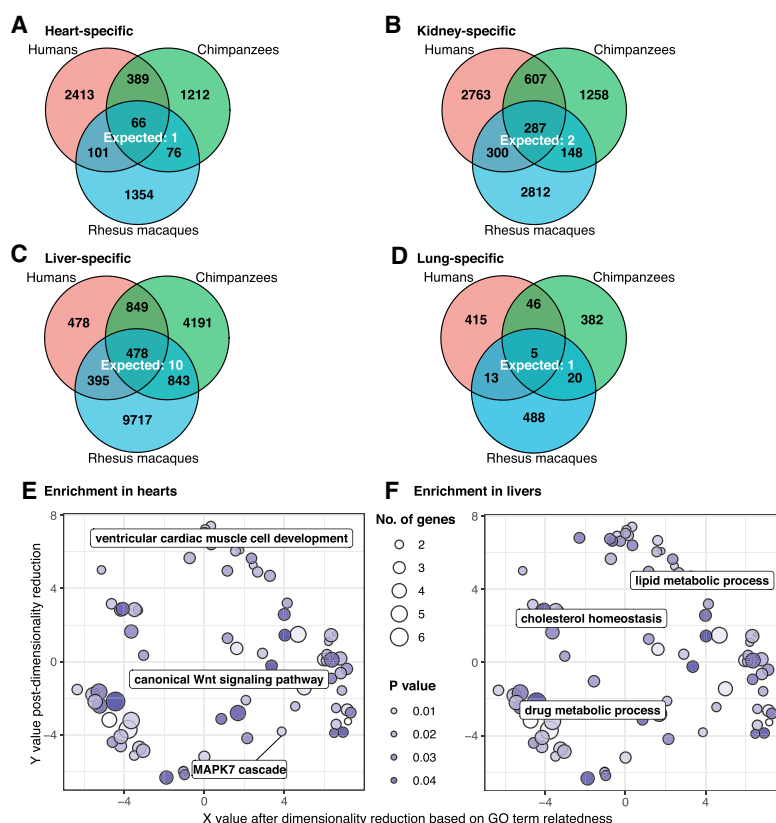 A Heart-specific
Humans
Chimpanzees
389
2413
1212
66
Expected: 1
101
76
1354
Rhesus macaques
B Kidney-specific
Humans
Chimpanzees
607
2763
1258
287
Expected: 2
300
148
2812
Rhesus macaques
C Liver-specific
Humans
Chimpanzees
849
478
4191
478
Expected: 10
395
843
9717
Rhesus macaques
D Lung-specific
Humans
Chimpanzees
46
415
382
5
Expected: 1
13
20
488
Rhesus macaques
E Enrichment in hearts
Y value post-dimensionality reduction
8
4
0
−4
ventricular cardiac muscle cell development
canonical Wnt signaling pathway
MAPK7 cascade
−4 0 4
No. of genes
2
3
4
5
6
P value
0.01
0.02
0.03
0.04
F Enrichment in livers
8
4
0
−4
lipid metabolic process
cholesterol homeostasis
drug metabolic process
−4 0 4
X value after dimensionality reduction based on GO term relatedness